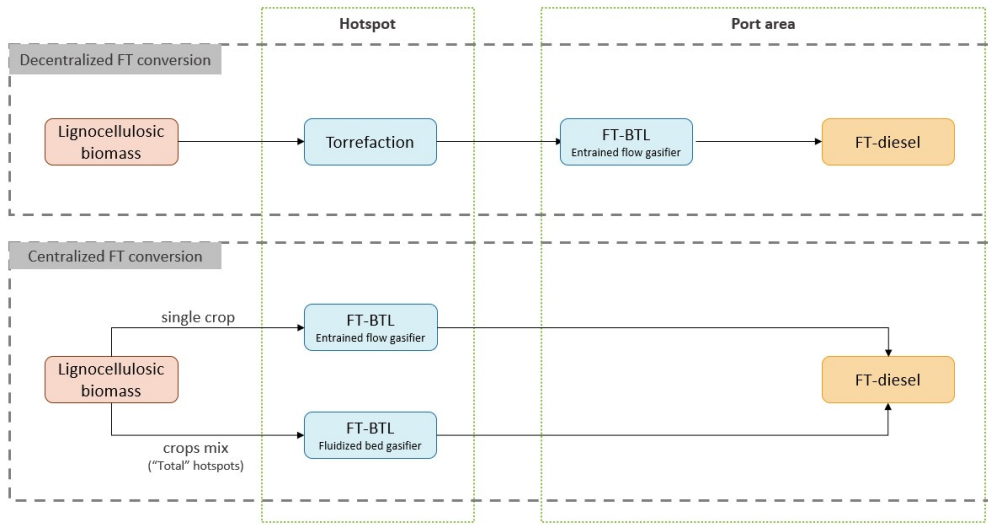 Hotspot
Port area
Decentralized FT conversion
Lignocellulosic
biomass
Torrefaction
FT-BTL
Entrained flow gasifier
FT-diesel
Centralized FT conversion
single crop
FT-BTL
Entrained flow gasifier
Lignocellulosic
biomass
FT-diesel
FT-BTL
Fluidized bed gasifier
crops mix
("Total" hotspots)